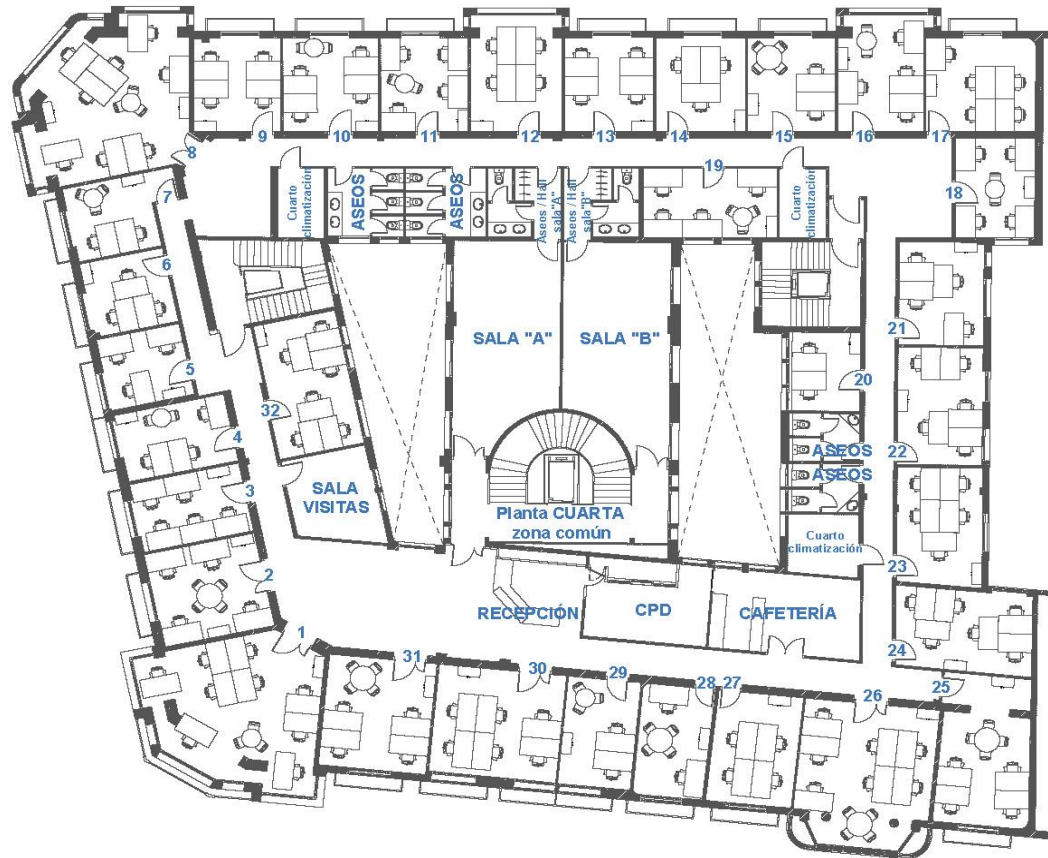 9
10
11
12
13
14
15
16
17
8
19
18
7
Cuarto
climatización
ASEOS
ASEOS
Aseos / Hall
sala"A"
Aseos / Hall
sala"B"
Cuarto
climatización
6
21
SALA "A"
SALA "B"
5
20
32
4
22
ASEOS
ASEOS
3
SALA
VISITAS
Planta CUARTA
zona común
Cuarto
climatización
23
2
RECEPCIÓN
CPD
CAFETERÍA
1
31
30
29
28
27
26
25
24